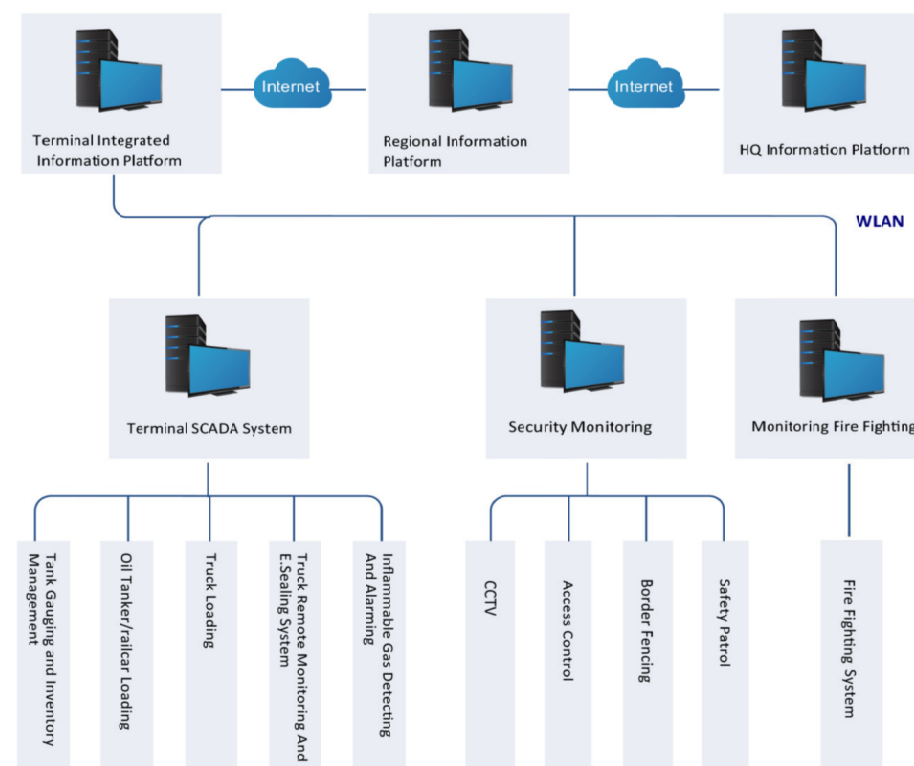 Internet
Internet
Terminal Integrated
Information Platform
Regional Information
Platform
HQ Information Platform
WLAN
Terminal SCADA System
Security Monitoring
Monitoring Fire Fighting
Tank Gauging and Inventory
Management
Oil Tanker/railcar Loading
Truck Loading
Truck Remote Monitoring And
E.Sealing System
Inflammable Gas Detecting
And Alarming
CCTV
Access Control
Border Fencing
Safety Patrol
Fire Fighting System